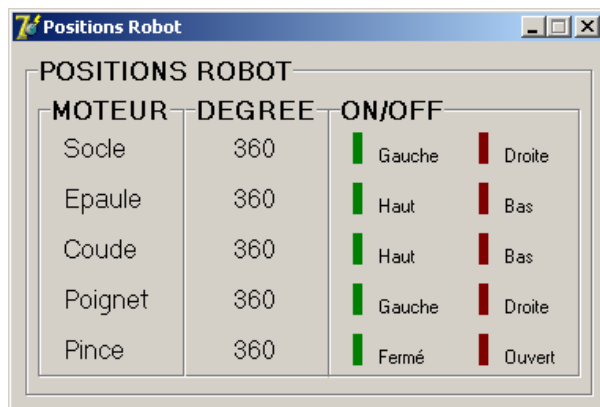 Positions Robot
POSITIONS ROBOT
MOTEUR DEGREE ON/OFF
Socle 360 Gauche Droite
Epaule 360 Haut Bas
Coude 360 Haut Bas
Poignet 360 Gauche Droite
Pince 360 Fermé Ouvert